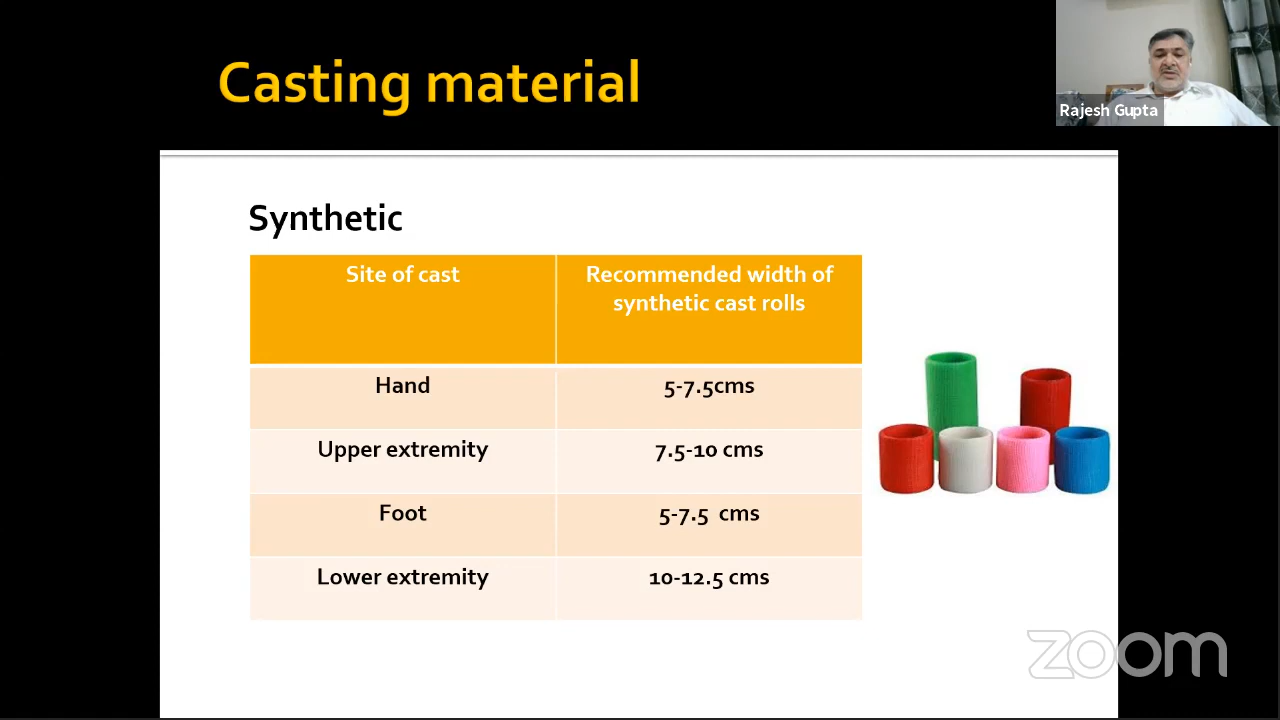 Casting material
Rajesh Gupta
Synthetic
Site of cast
Recommended width of
synthetic cast rolls
Hand
5-7.5cms
Upper extremity
7.5-10 cms
Foot
5-7.5 cms
Lower extremity
10-12.5 cms
zoom